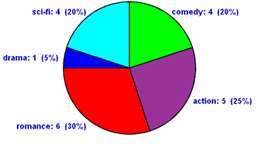 sci-fi: 4 (20%)
comedy: 4 (20%)
drama: 1 (5%)
action: 5 (25%)
romance: 6 (30%)